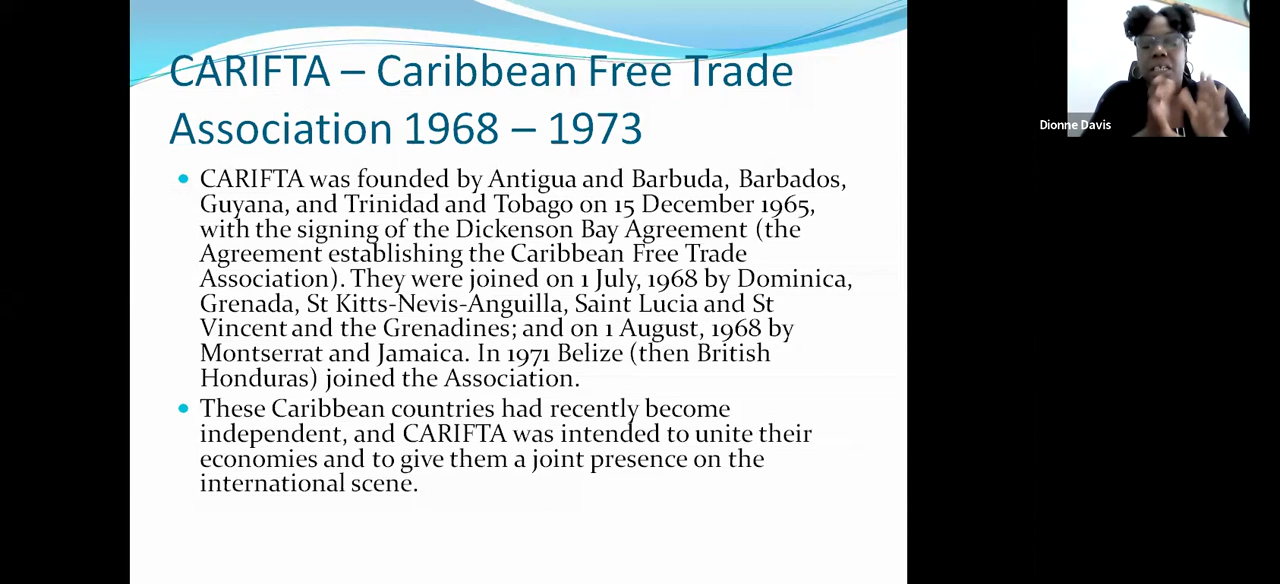 CARIFTA – Caribbean Free Trade
Association 1968 – 1973
• CARIFTA was founded by Antigua and Barbuda, Barbados,
Guyana, and Trinidad and Tobago on 15 December 1965,
with the signing of the Dickenson Bay Agreement (the
Agreement establishing the Caribbean Free Trade
Association). They were joined on 1 July, 1968 by Dominica,
Grenada, St Kitts-Nevis-Anguilla, Saint Lucia and St
Vincent and the Grenadines; and on 1 August, 1968 by
Montserrat and Jamaica. In 1971 Belize (then British
Honduras) joined the Association.
• These Caribbean countries had recently become
independent, and CARIFTA was intended to unite their
economies and to give them a joint presence on the
international scene.
Dionne Davis